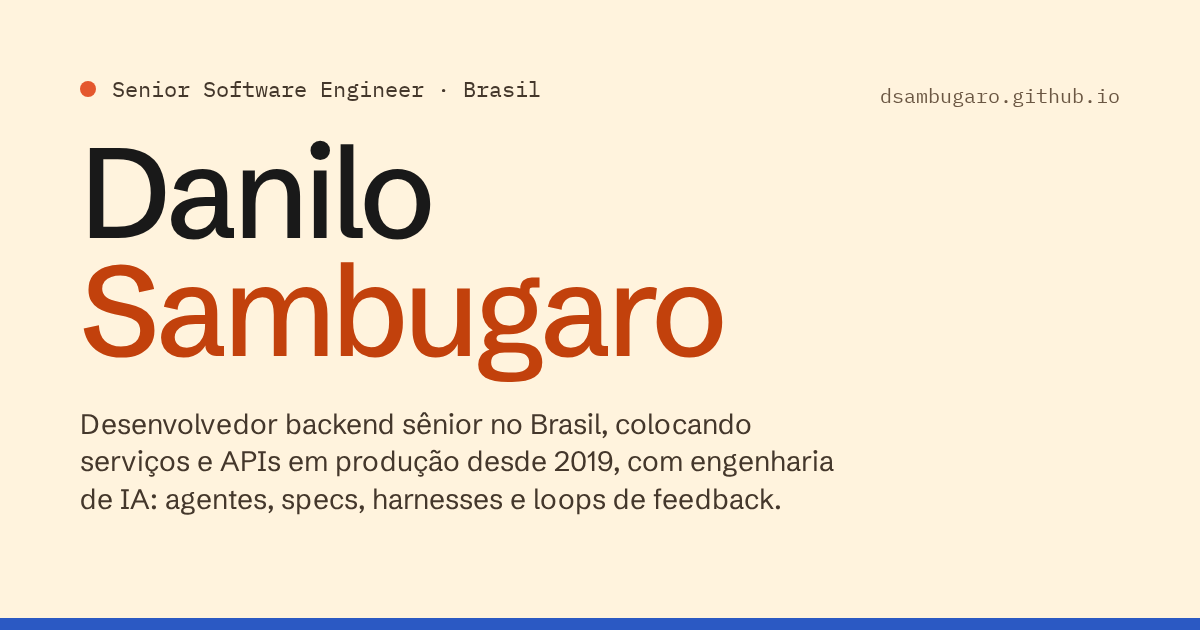 Senior Software Engineer · Brasil
dsambugaro.github.io
Danilo
Sambugaro
Desenvolvedor backend sênior no Brasil, colocando
serviços e APIs em produção desde 2019, com engenharia
de IA: agentes, specs, harnesses e loops de feedback.